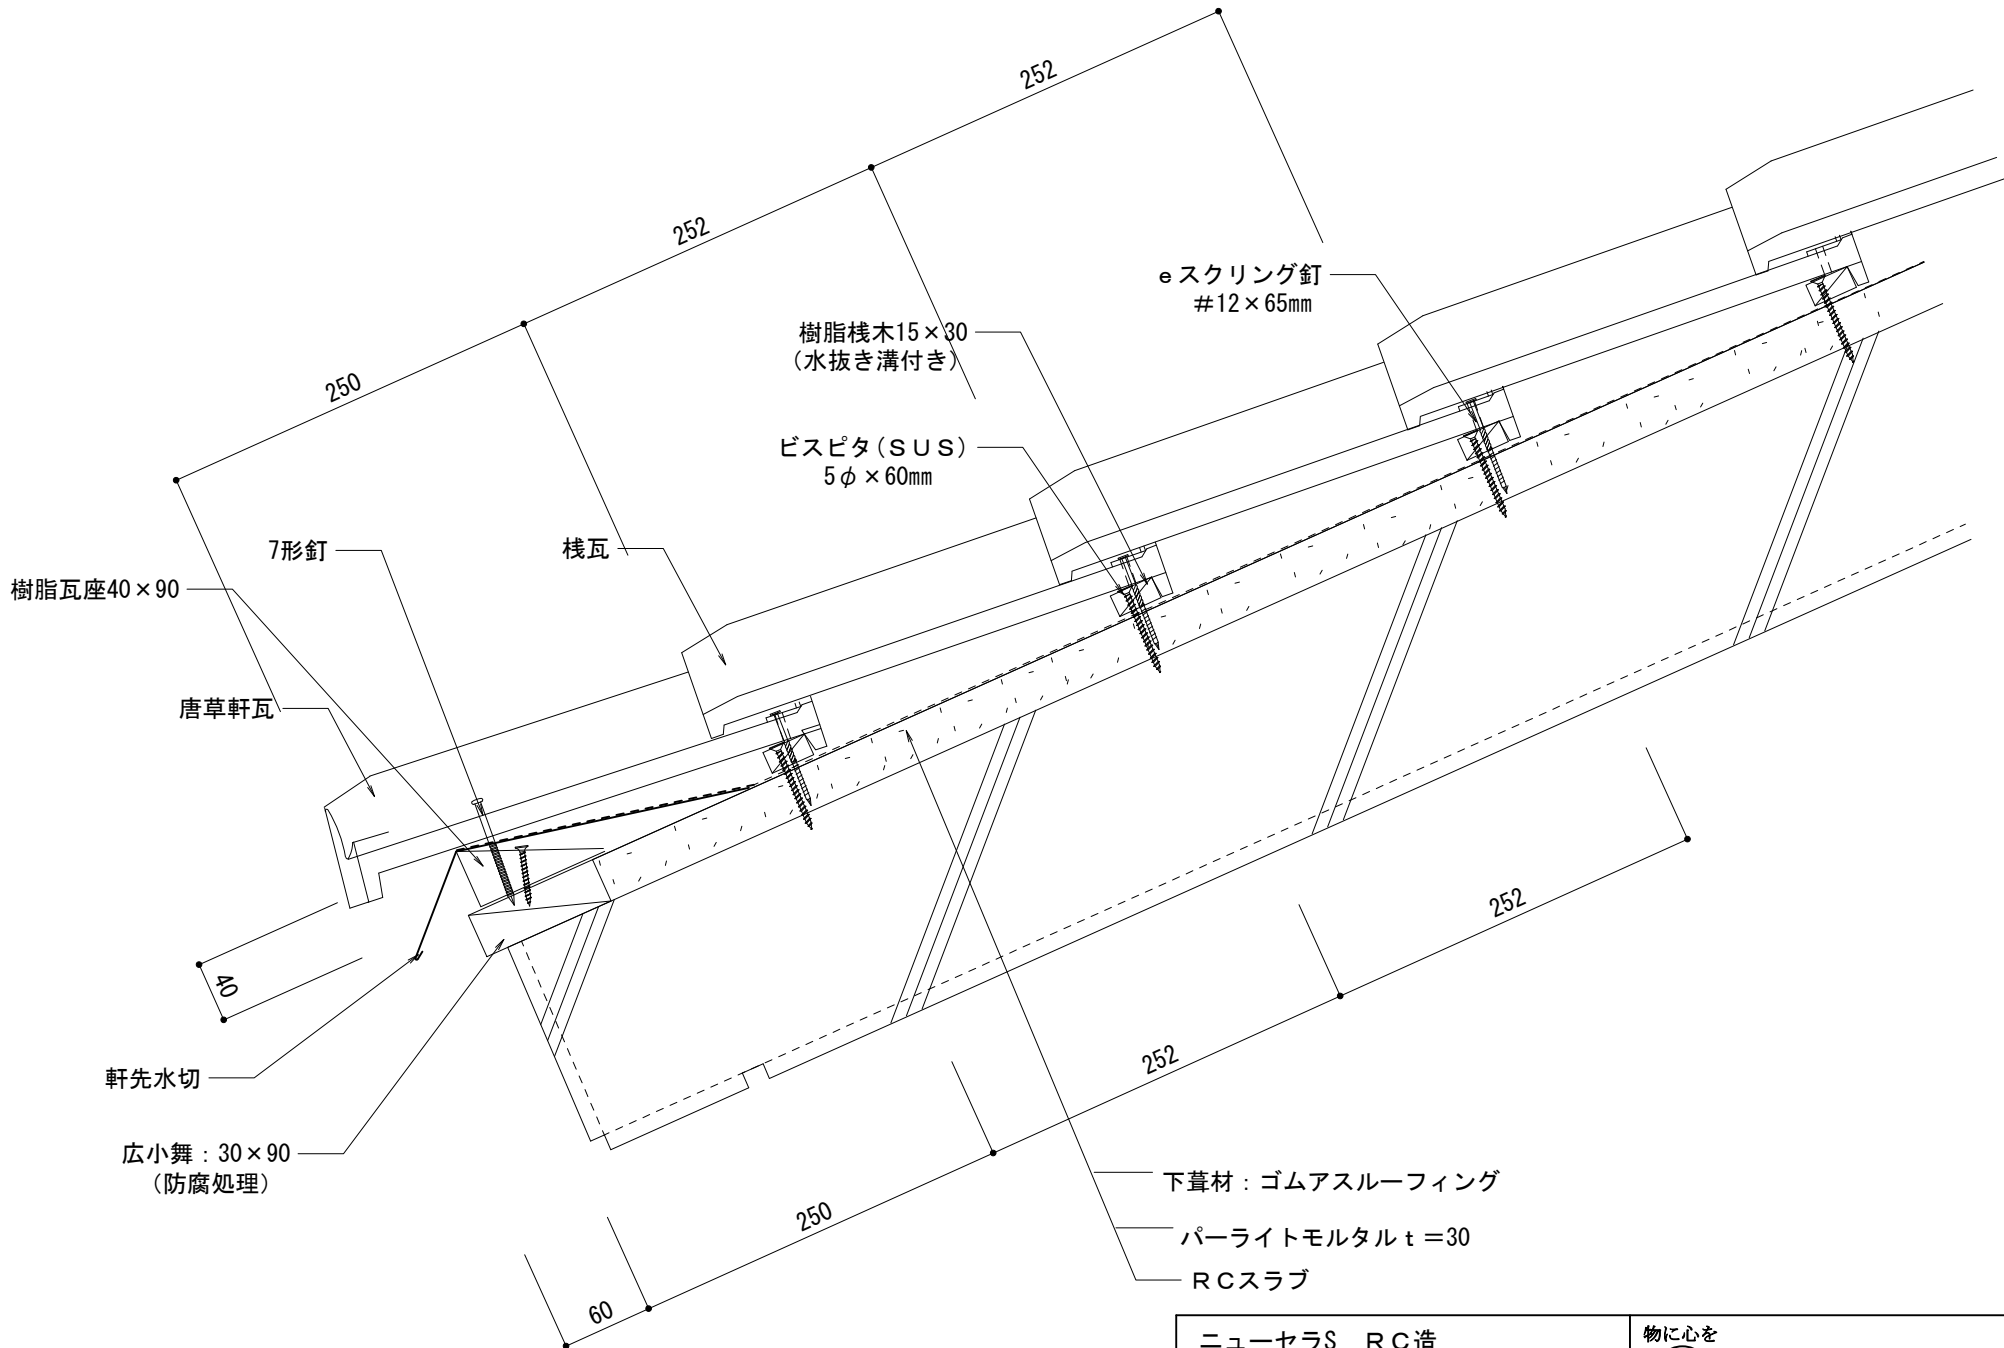 252
252
250
eスクリング釘
#12×65mm
樹脂桟木15×30
(水抜き溝付き)
ビスピタ(SUS)
5φ×60mm
7形釘
桟瓦
樹脂瓦座40×90
唐草軒瓦
40
252
252
軒先水切
広小舞:30×90
(防腐処理)
250
60
下葺材:ゴムアスルーフィング
パーライトモルタルt=30
RCスラブ
ニューセラS RC造
物に心を